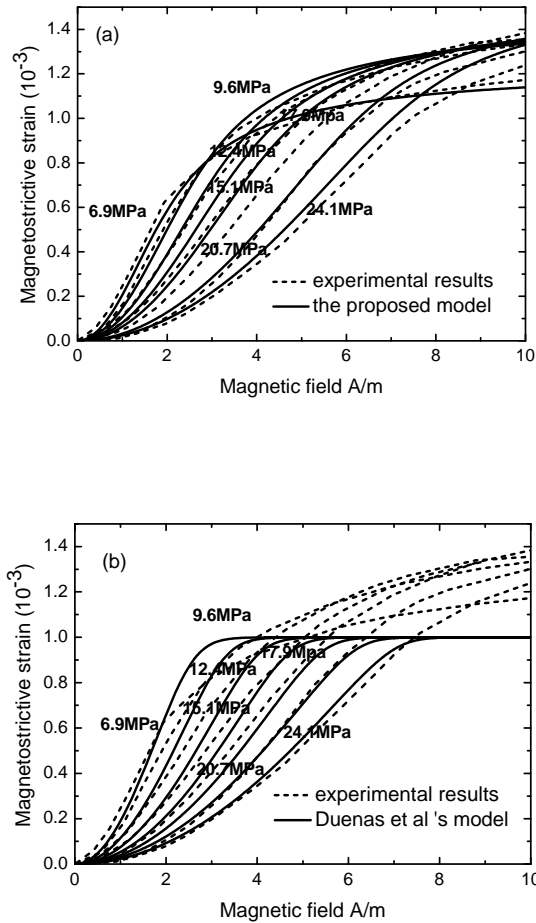 (a)
1.4
1.2
1.0
0.8
0.6
0.4
0.2
0.0
Magnetostrictive strain (10-3)
9.6MPa
17.9Mpa
12.4MPa
15.1MPa
6.9MPa
24.1MPa
20.7MPa
experimental results
the proposed model
0 2 4 6 8 10
Magnetic field A/m
(b)
1.4
1.2
1.0
0.8
0.6
0.4
0.2
0.0
Magnetostrictive strain (10-3)
9.6MPa
17.9Mpa
12.4MPa
15.1MPa
6.9MPa
24.1MPa
20.7MPa
experimental results
Duenas et al 's model
0 2 4 6 8 10
Magnetic field A/m